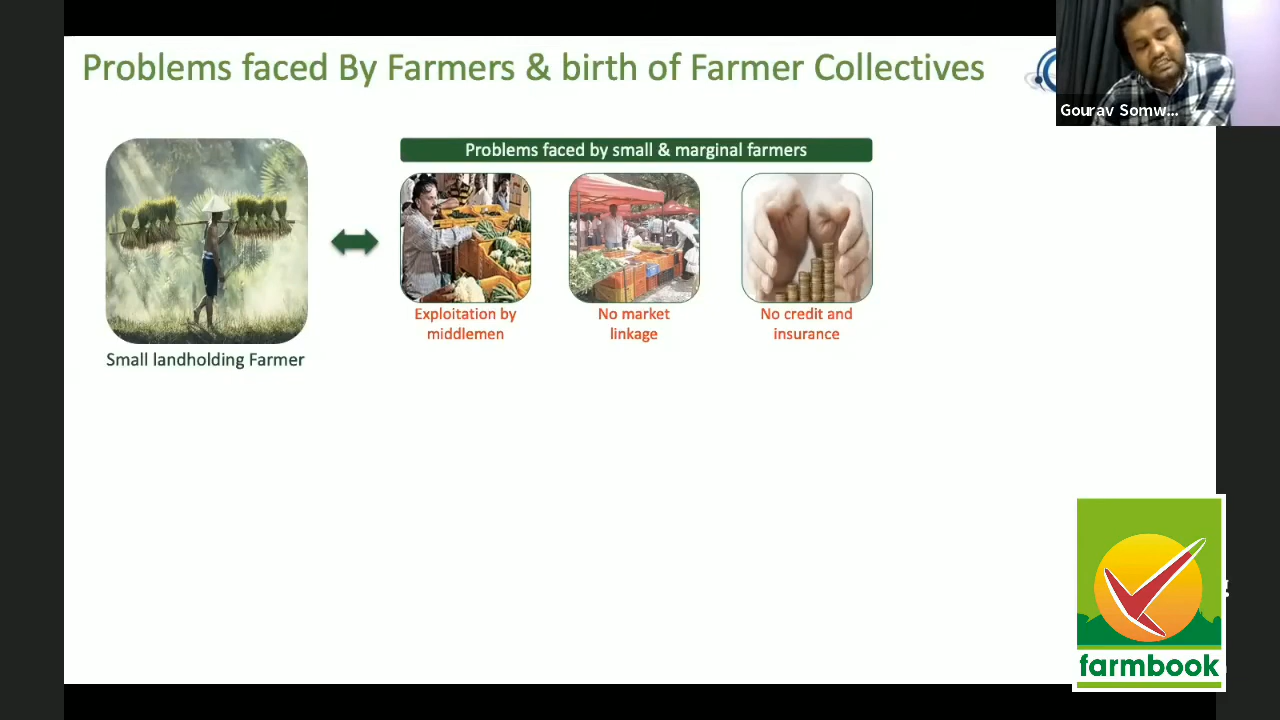 Problems faced By Farmers & birth of Farmer Collectives
Gourav Somw...
Problems faced by small & marginal farmers
Exploitation by
middlemen
No market
linkage
No credit and
insurance
Small landholding Farmer
farmbook